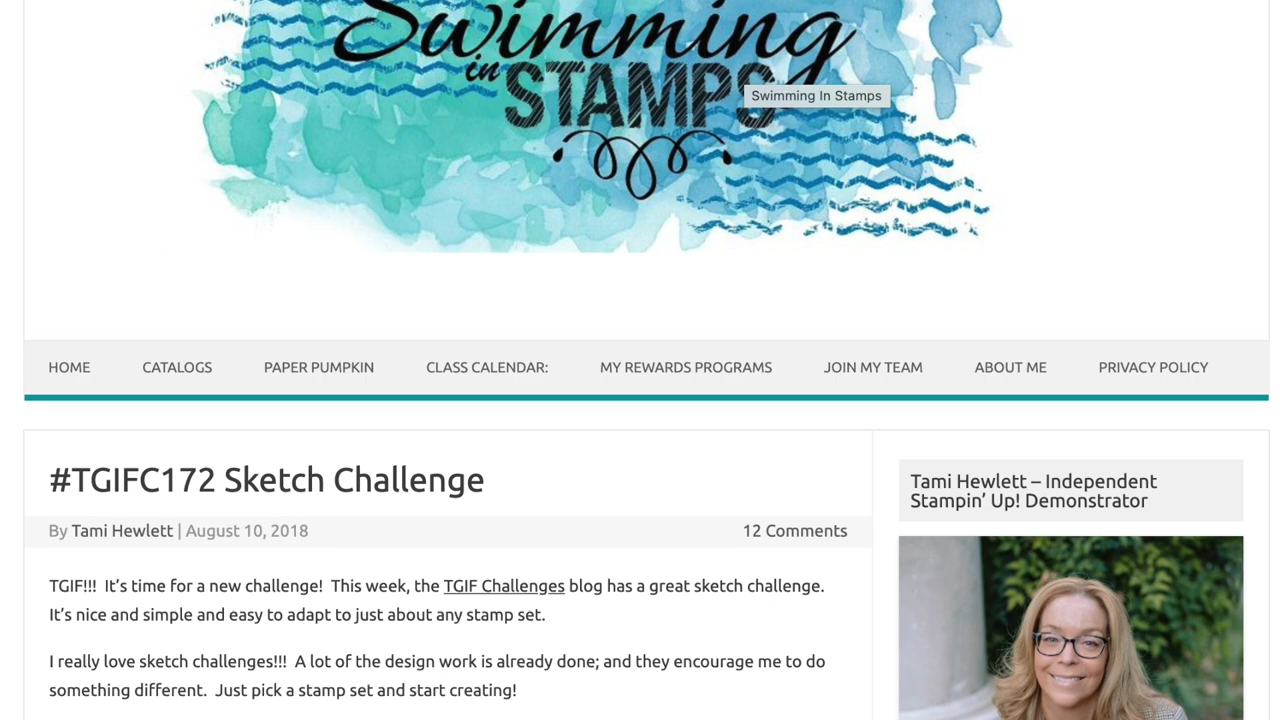 Swimming
in
STAMPS
Swimming In Stamps
HOME CATALOGS PAPER PUMPKIN CLASS CALENDAR: MY REWARDS PROGRAMS JOIN MY TEAM ABOUT ME PRIVACY POLICY
#TGIFC172 Sketch Challenge
By Tami Hewlett | August 10, 2018 12 Comments
TGIF!!! It’s time for a new challenge! This week, the TGIF Challenges blog has a great sketch challenge.
It’s nice and simple and easy to adapt to just about any stamp set.
I really love sketch challenges!!! A lot of the design work is already done; and they encourage me to do
something different. Just pick a stamp set and start creating!
Tami Hewlett – Independent
Stampin’ Up! Demonstrator